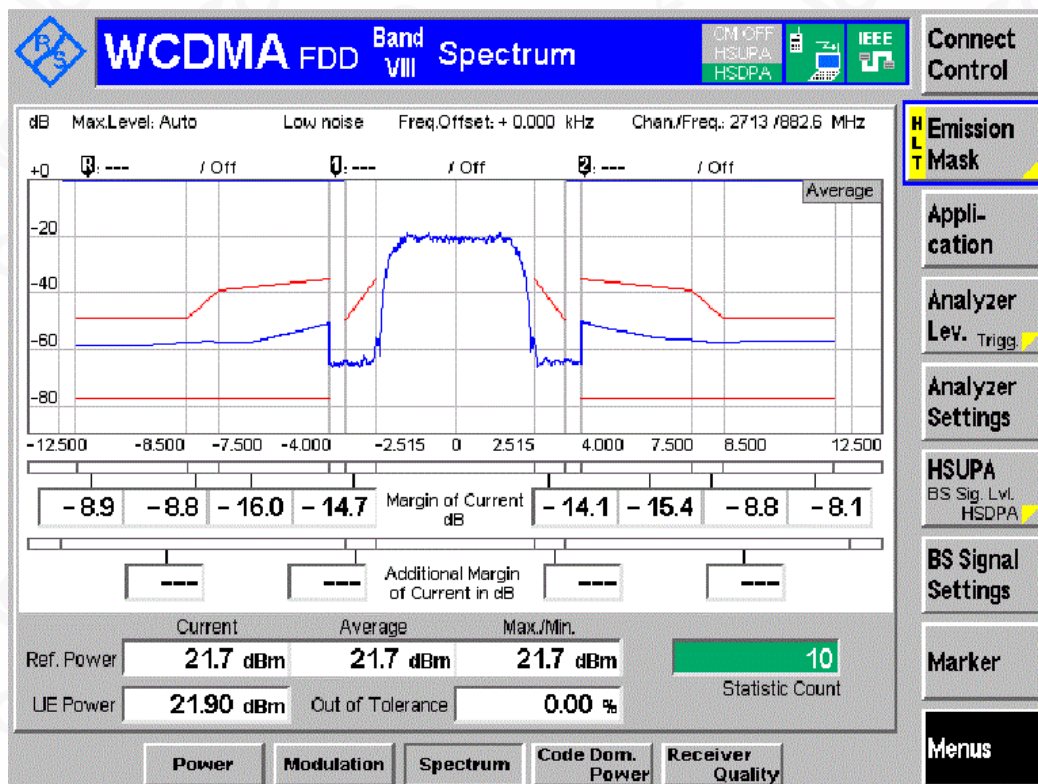 R&S
WCDMA FDD Band VIII Spectrum
CM OFF
HSUPA
HSDPA
IEEE
Connect Control
dB Max.Level: Auto Low noise Freq.Offset: + 0.000 kHz Chan./Freq.: 2713 /882.6 MHz
R: --- / Off 1: --- / Off 2: --- / Off
Average
+0
-20
-40
-60
-80
-12.500 -8.500 -7.500 -4.000 -2.515 0 2.515 4.000 7.500 8.500 12.500
- 8.9 - 8.8 - 16.0 - 14.7 Margin of Current dB - 14.1 - 15.4 - 8.8 - 8.1
--- --- Additional Margin of Current in dB --- ---
Current Average Max./Min.
Ref. Power 21.7 dBm 21.7 dBm 21.7 dBm 10
Statistic Count
UE Power 21.90 dBm Out of Tolerance 0.00 %
HLT Emission Mask
Appli-
cation
Analyzer
Lev. Trigg.
Analyzer
Settings
HSUPA
BS Sig. Lvl.
HSDPA
BS Signal
Settings
Marker
Menus
Power Modulation Spectrum Code Dom. Power Receiver Quality